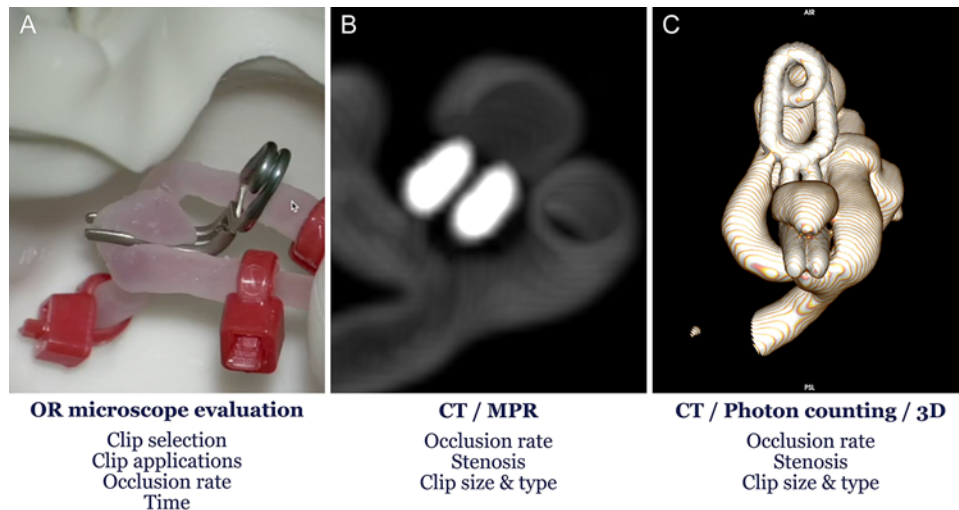 A
B
C
AIR
PSL
OR microscope evaluation
Clip selection
Clip applications
Occlusion rate
Time
CT / MPR
Occlusion rate
Stenosis
Clip size & type
CT / Photon counting / 3D
Occlusion rate
Stenosis
Clip size & type